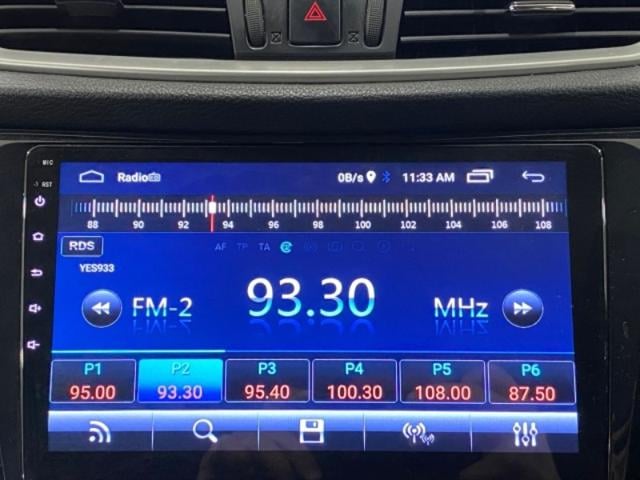 MIC
RST
Radio 0B/s 11:33 AM
88 90 92 94 96 98 100 102 104 106 108
RDS AF TP TA
YES933
FM-2 93.30 MHz
P1 P2 P3 P4 P5 P6
95.00 93.30 95.40 100.30 108.00 87.50